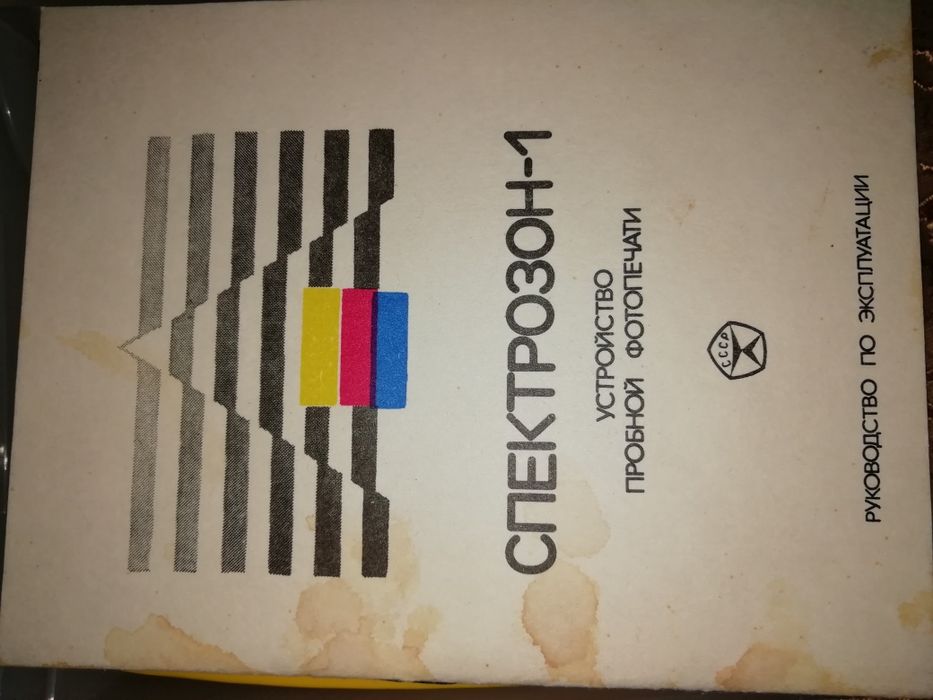 СПЕКТРОЗОН-1
УСТРОЙСТВО
ПРОБНОЙ ФОТОПЕЧАТИ
СССР
РУКОВОДСТВО ПО ЭКСПЛУАТАЦИИ